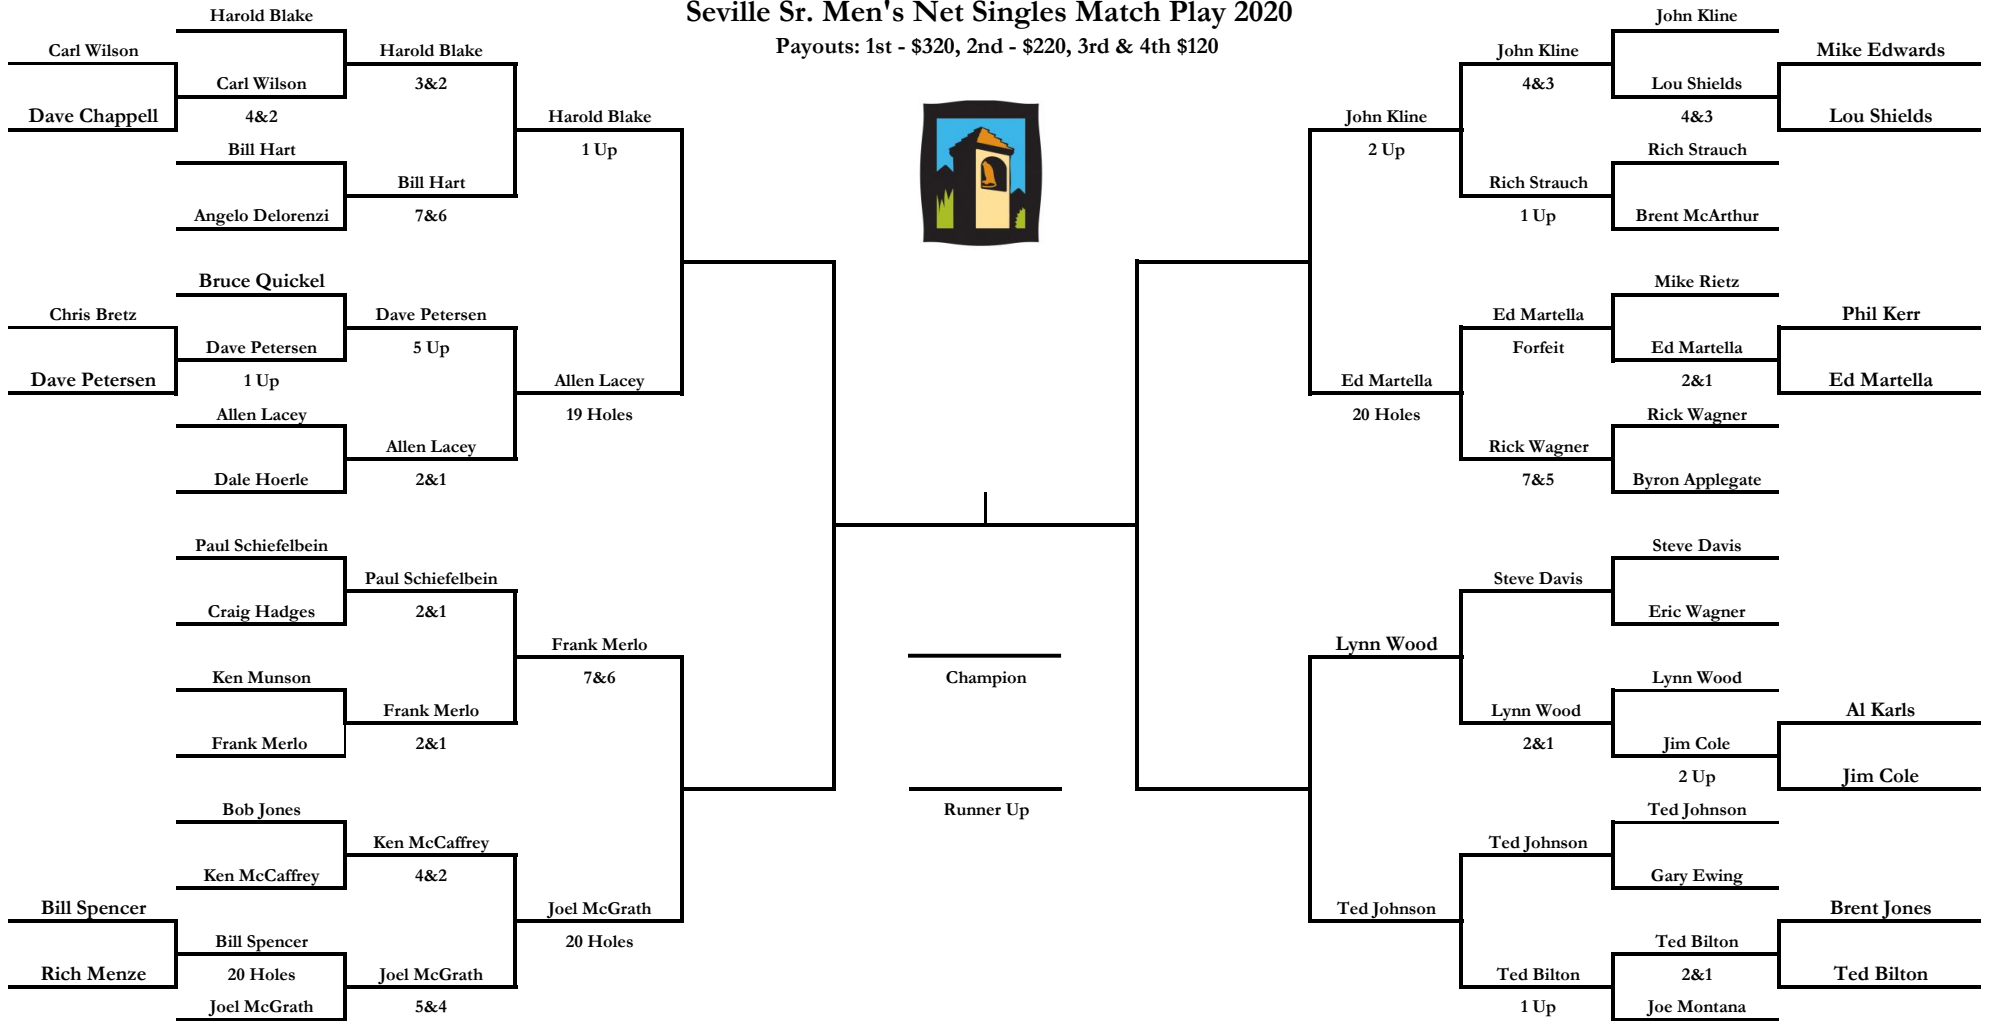 Seville Sr. Men's Net Singles Match Play 2020
Payouts: 1st - $320, 2nd - $220, 3rd & 4th $120
Carl Wilson
Dave Chappell
Chris Bretz
Dave Petersen
Bill Spencer
Rich Menze
Harold Blake
Carl Wilson
4&2
Bill Hart
Angelo Delorenzi
Bruce Quickel
Dave Petersen
1 Up
Allen Lacey
Dale Hoerle
Paul Schiefelbein
Craig Hadges
Ken Munson
Frank Merlo
Bob Jones
Ken McCaffrey
Bill Spencer
20 Holes
Joel McGrath
Harold Blake
3&2
Bill Hart
7&6
Dave Petersen
5 Up
Allen Lacey
2&1
Paul Schiefelbein
2&1
Frank Merlo
2&1
Ken McCaffrey
4&2
Joel McGrath
5&4
Harold Blake
1 Up
Allen Lacey
19 Holes
Frank Merlo
7&6
Joel McGrath
20 Holes
Champion
Runner Up
John Kline
2 Up
Ed Martella
20 Holes
Lynn Wood
Ted Johnson
John Kline
4&3
Rich Strauch
1 Up
Ed Martella
Forfeit
Rick Wagner
7&5
Steve Davis
Lynn Wood
2&1
Ted Johnson
Ted Bilton
1 Up
John Kline
Lou Shields
4&3
Rich Strauch
Brent McArthur
Mike Rietz
Ed Martella
2&1
Rick Wagner
Byron Applegate
Steve Davis
Eric Wagner
Lynn Wood
Jim Cole
2 Up
Ted Johnson
Gary Ewing
Ted Bilton
2&1
Joe Montana
Mike Edwards
Lou Shields
Phil Kerr
Ed Martella
Al Karls
Jim Cole
Brent Jones
Ted Bilton